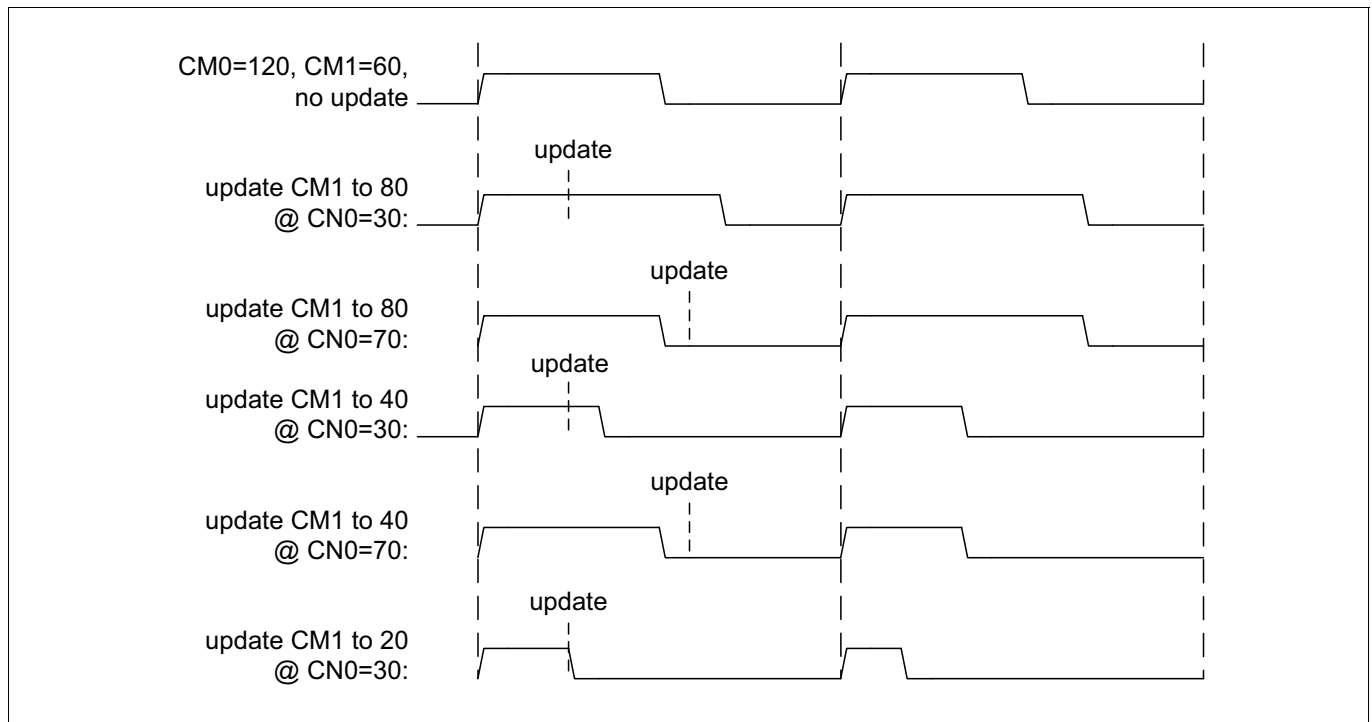 CM0=120, CM1=60,
no update
update
update CM1 to 80
@ CN0=30:
update
update CM1 to 80
@ CN0=70:
update
update CM1 to 40
@ CN0=30:
update
update CM1 to 40
@ CN0=70:
update
update CM1 to 20
@ CN0=30: